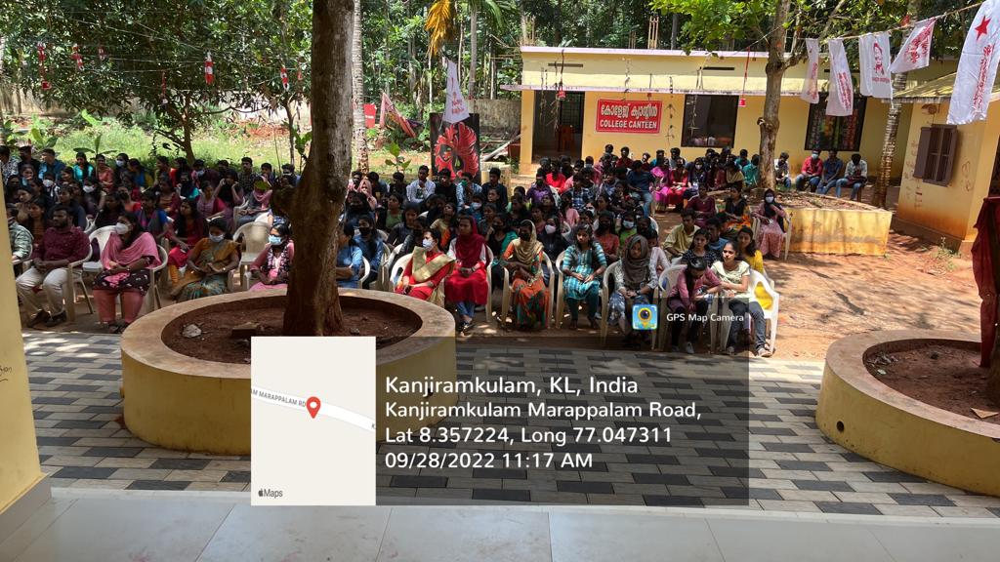 കോളേജ് ക്യാന്റീൻ
COLLEGE CANTEEN
GPS Map Camera
AM MARAPPALAM RD
K
Maps
Kanjiramkulam, KL, India
Kanjiramkulam Marappalam Road,
Lat 8.357224, Long 77.047311
09/28/2022 11:17 AM